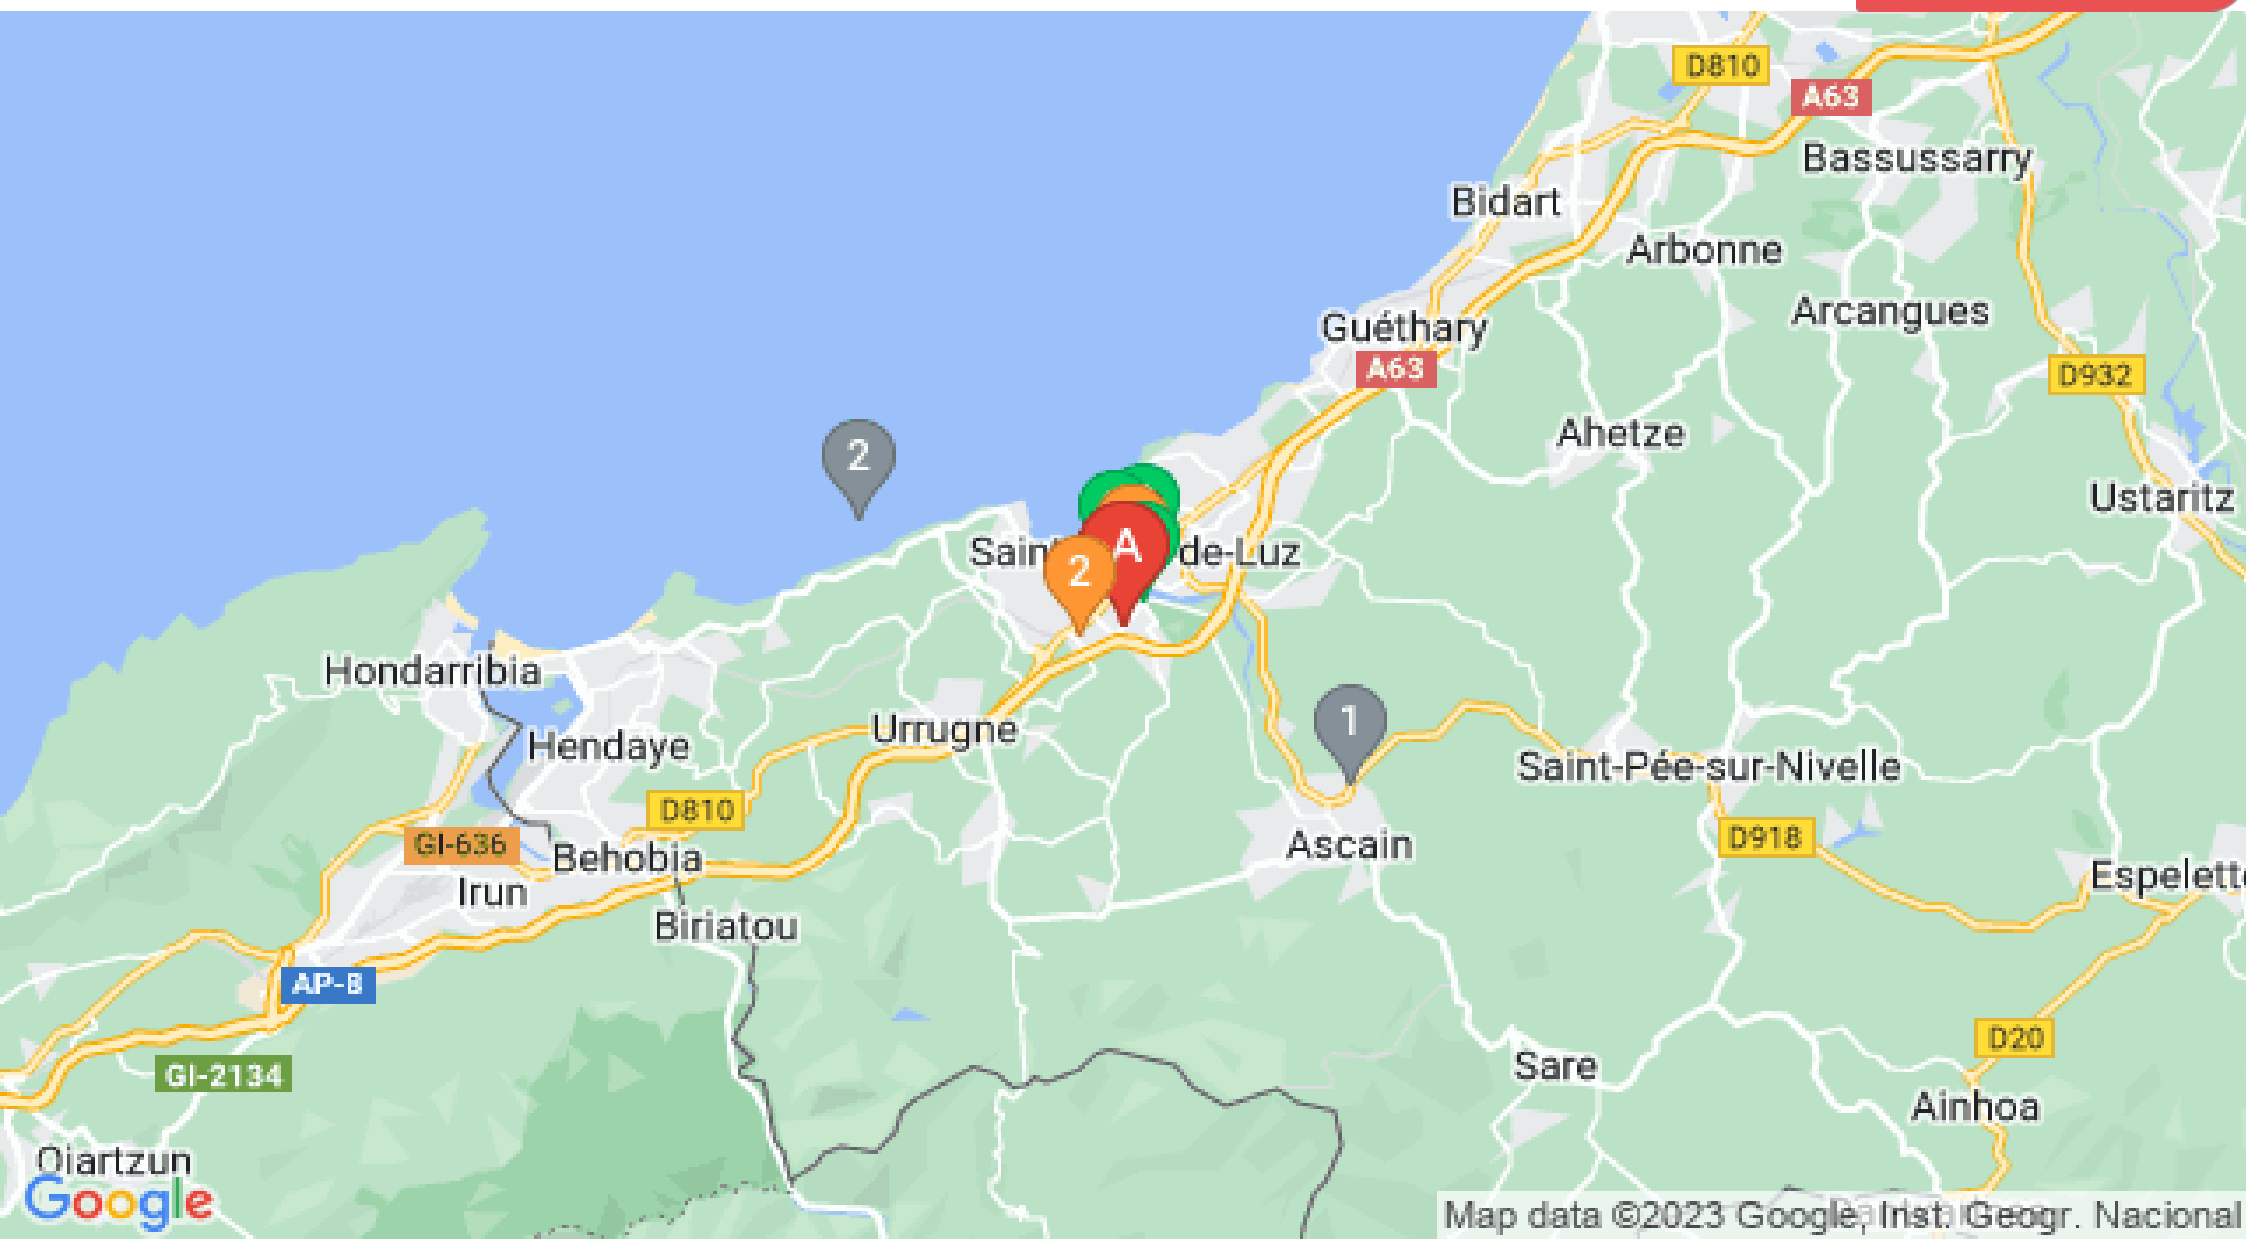 D810
A63
Bassussarry
Bidart
Arbonne
Arcangues
Guéthary
A63
D932
Ahetze
2
Ustaritz
A
Sain
de-Luz
2
Hondarribia
1
Urrugne
Hendaye
Saint-Pée-sur-Nivelle
D810
D918
GI-636
Ascain
Behobia
Espelett
Irun
Biriatou
AP-8
D20
Sare
GI-2134
Ainhoa
Oiartzun
Google
Map data ©2023 Google, Inst. Geogr. Nacional